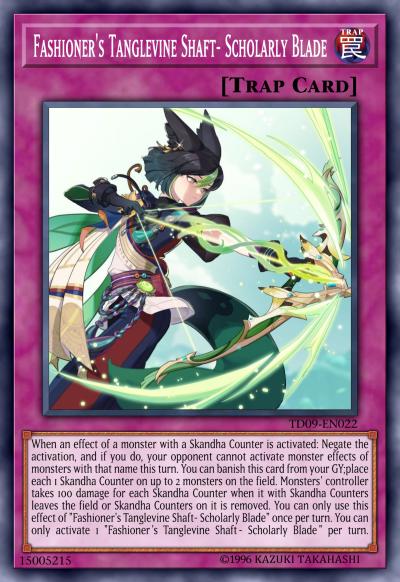 Fashioner's Tanglevine Shaft- Scholarly Blade
TRAP
罠
[Trap Card]
TD09-EN022
When an effect of a monster with a Skandha Counter is activated: Negate the
activation, and if you do, your opponent cannot activate monster effects of
monsters with that name this turn. You can banish this card from your GY;place
each 1 Skandha Counter on up to 2 monsters on the field. Monsters' controller
takes 100 damage for each Skandha Counter when it with Skandha Counters
leaves the field or Skandha Counters on it is removed. You can only use this
effect of "Fashioner's Tanglevine Shaft- Scholarly Blade" once per turn. You can
only activate 1 "Fashioner's Tanglevine Shaft- Scholarly Blade" per turn.
15005215
©1996 KAZUKI TAKAHASHI